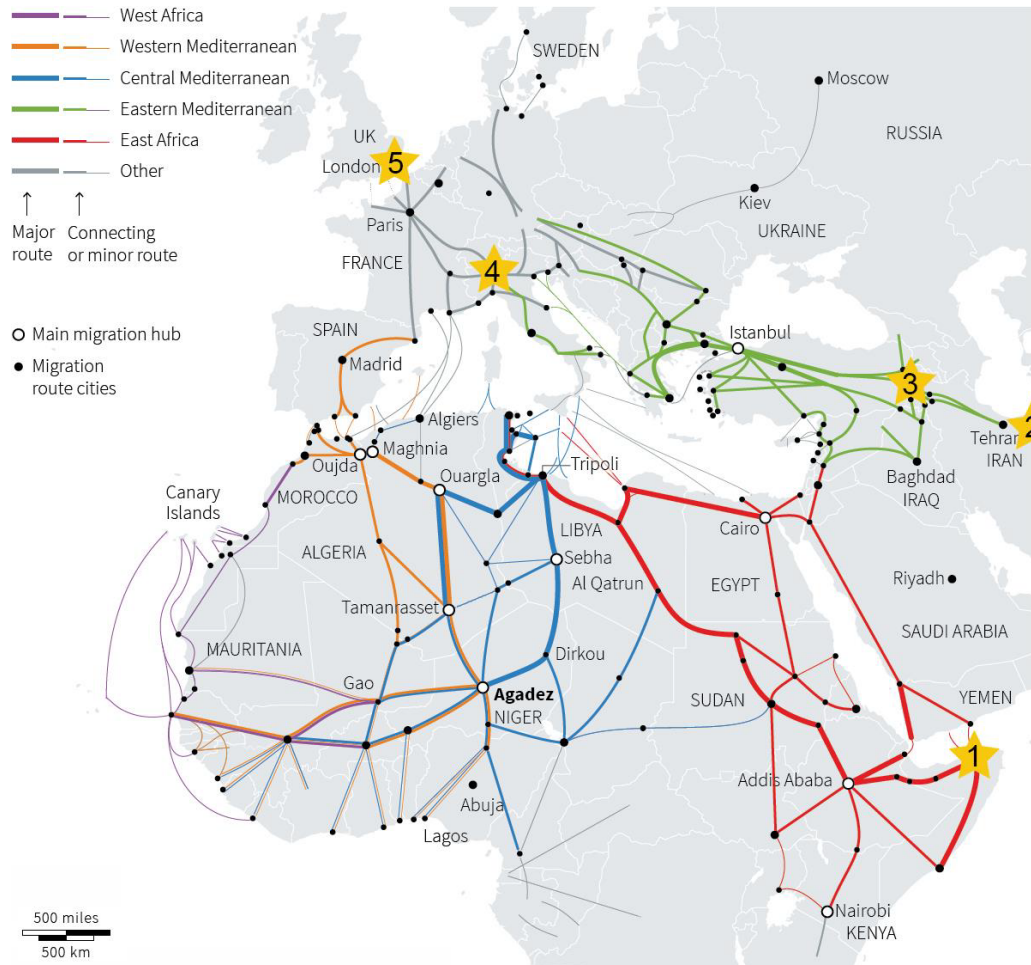 West Africa
Western Mediterranean
Central Mediterranean
Eastern Mediterranean
East Africa
Other
Major
route
Connecting
or minor route
Main migration hub
Migration
route cities
SWEDEN
Moscow
RUSSIA
UK
London
5
Kiev
UKRAINE
Paris
FRANCE
4
SPAIN
Madrid
Istanbul
3
2
Tehran
IRAN
Algiers
Maghnia
Oujda
Ouargla
Tripoli
Baghdad
IRAQ
MOROCCO
Canary
Islands
LIBYA
Cairo
ALGERIA
Sebha
Al Qatrun
EGYPT
Riyadh
Tamanrasset
SAUDI ARABIA
MAURITANIA
Dirkou
Gao
Agadez
NIGER
SUDAN
YEMEN
1
Addis Ababa
Abuja
Lagos
Nairobi
KENYA
500 miles
500 km